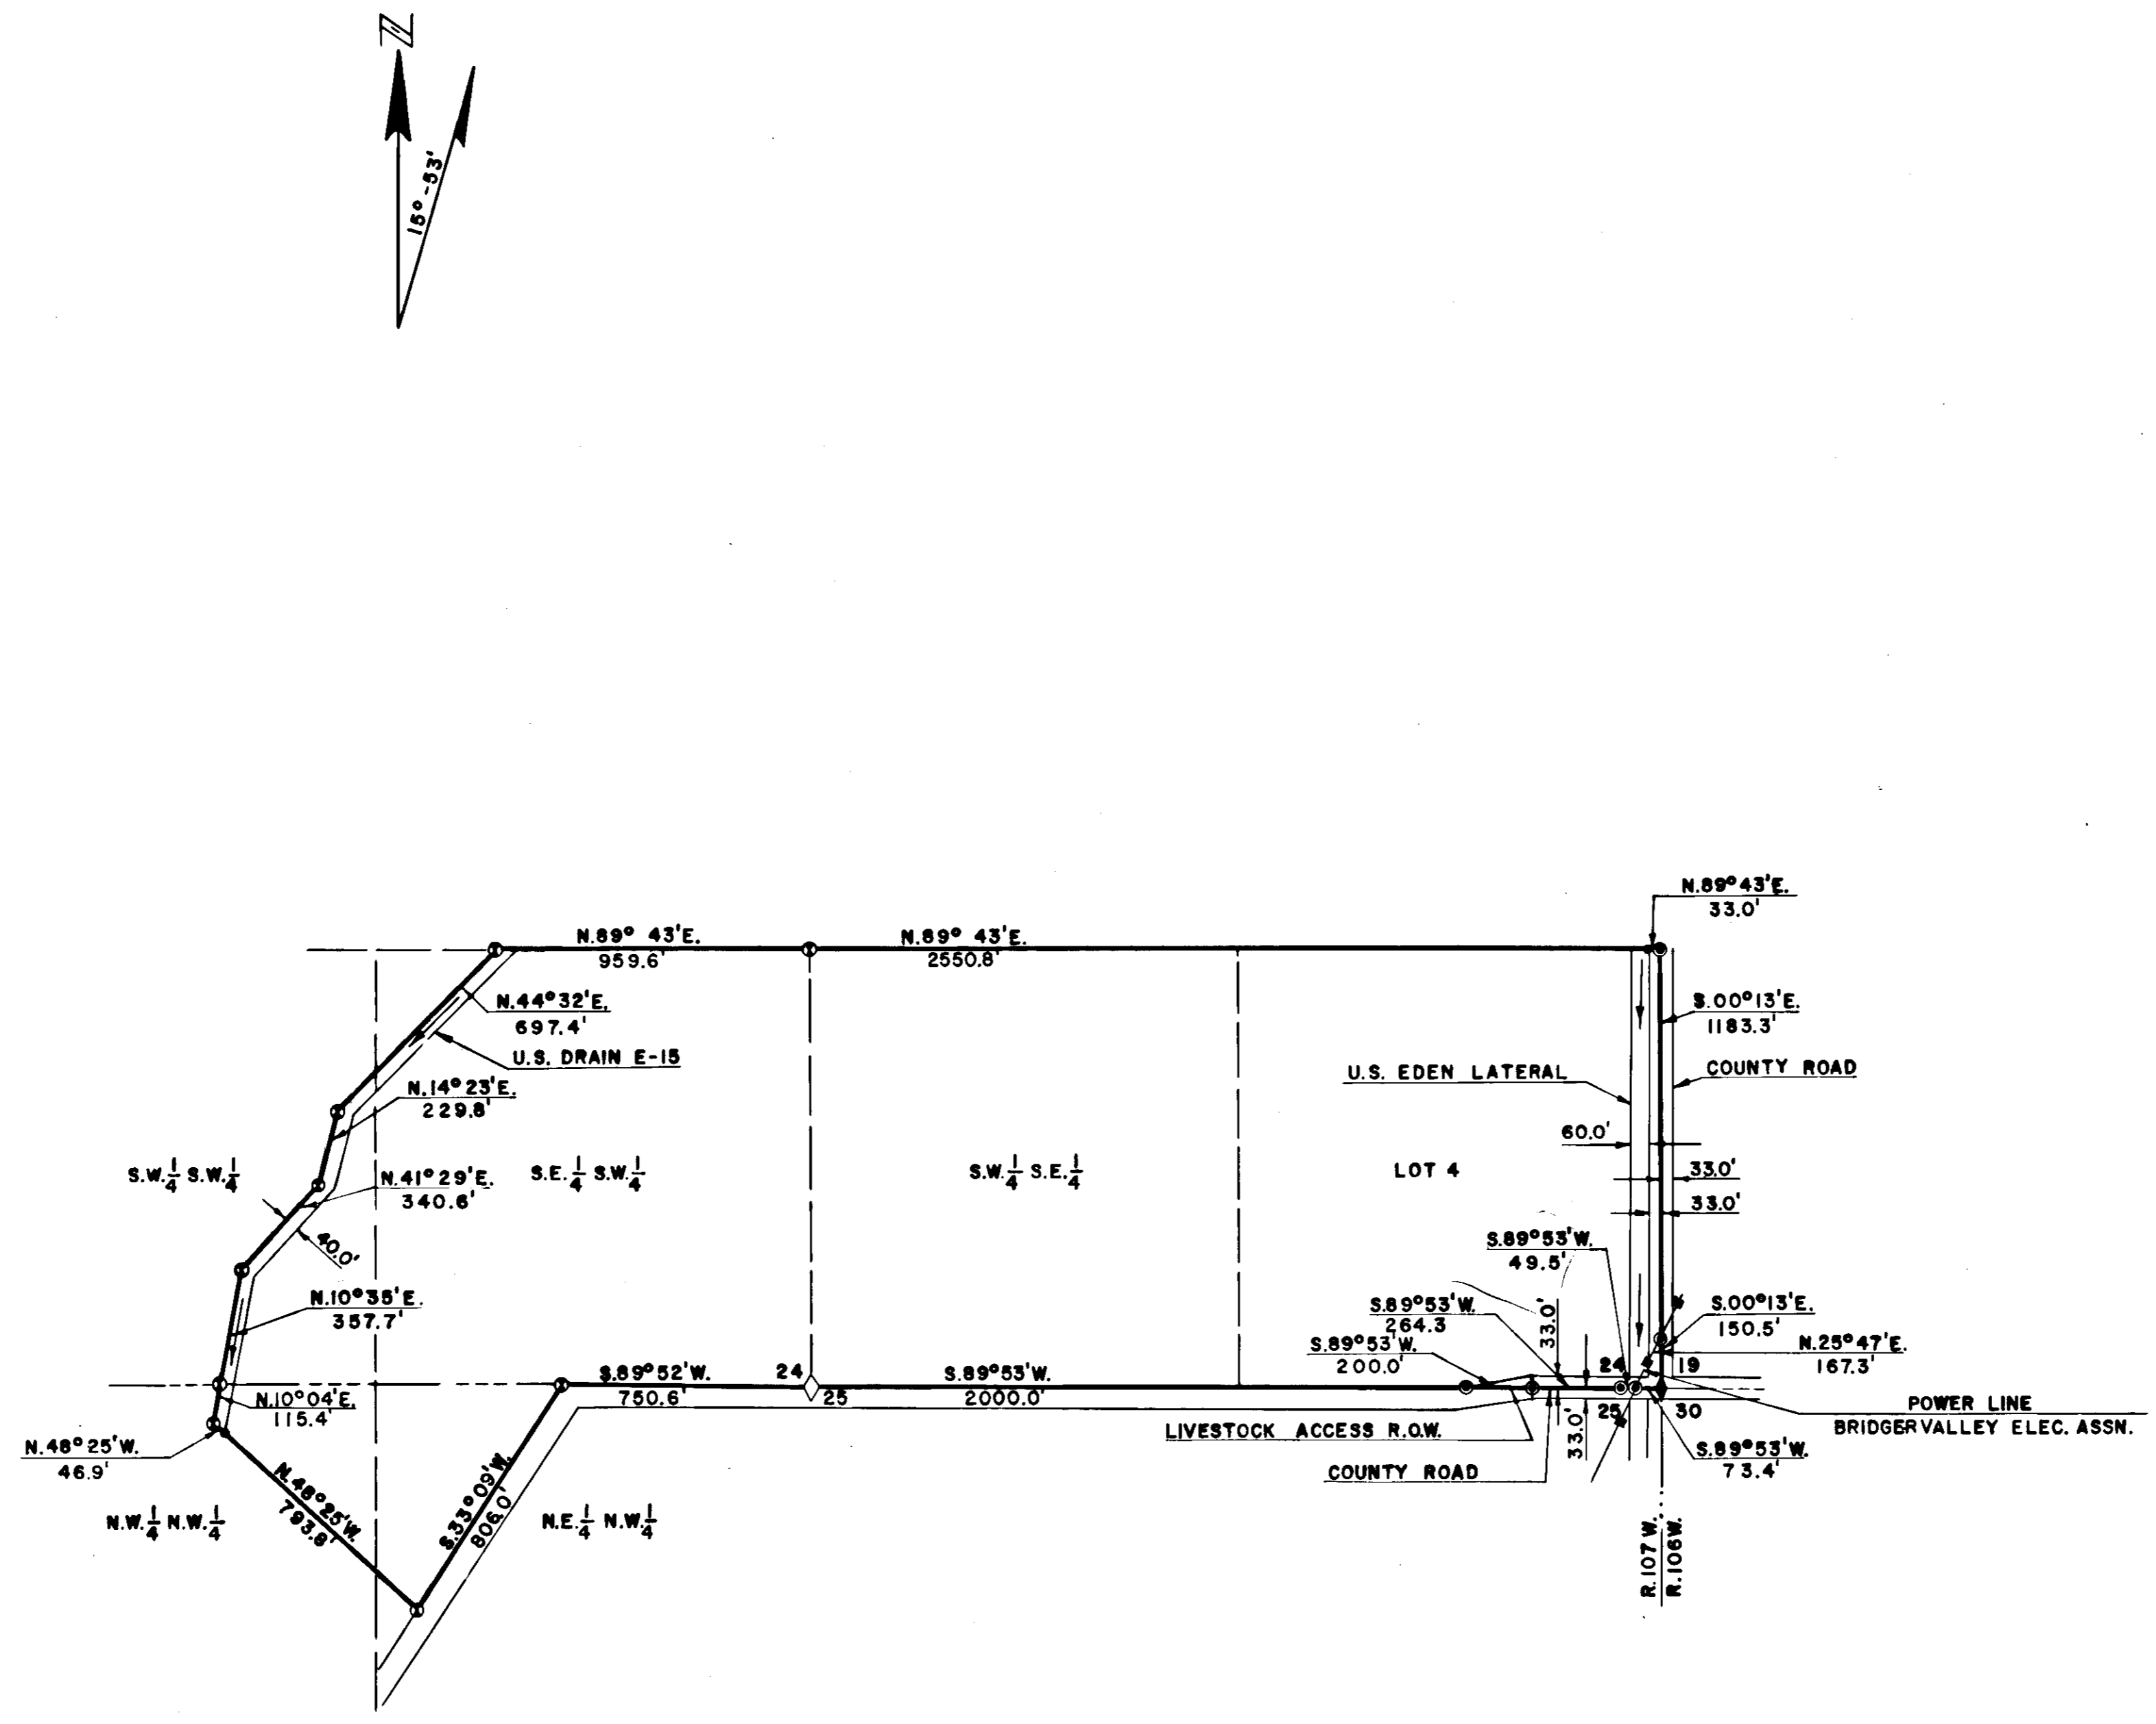 N
15°-53'
N.89°43'E.
33.0'
N.89° 43'E.
959.6'
N.89° 43'E.
2550.8'
N.44°32'E.
697.4'
S.00°13'E.
1183.3'
U.S. DRAIN E-15
U.S. EDEN LATERAL
COUNTY ROAD
N.14°23'E.
229.8'
60.0'
S.W.1/4 S.W.1/4
N.41°29'E.
340.6'
S.E.1/4 S.W.1/4
S.W.1/4 S.E.1/4
LOT 4
33.0'
33.0'
40.0'
S.89°53'W.
49.5'
N.10°35'E.
357.7'
S.89°53'W.
264.3
33.0'
S.00°13'E.
150.5'
S.89°53'W.
200.0'
N.25°47'E.
167.3'
S.89°52'W.
750.6'
24
25
S.89°53'W.
2000.0'
24
19
25
30
N.10°04'E.
115.4'
POWER LINE
BRIDGERVALLEY ELEC. ASSN.
LIVESTOCK ACCESS R.O.W.
33.0'
N.48°25'W.
46.9'
COUNTY ROAD
S.89°53'W.
73.4'
N.48°25'W.
793.8'
S.33°09'W.
806.0'
N.W.1/4 N.W.1/4
N.E.1/4 N.W.1/4
R.107 W.
R.106W.